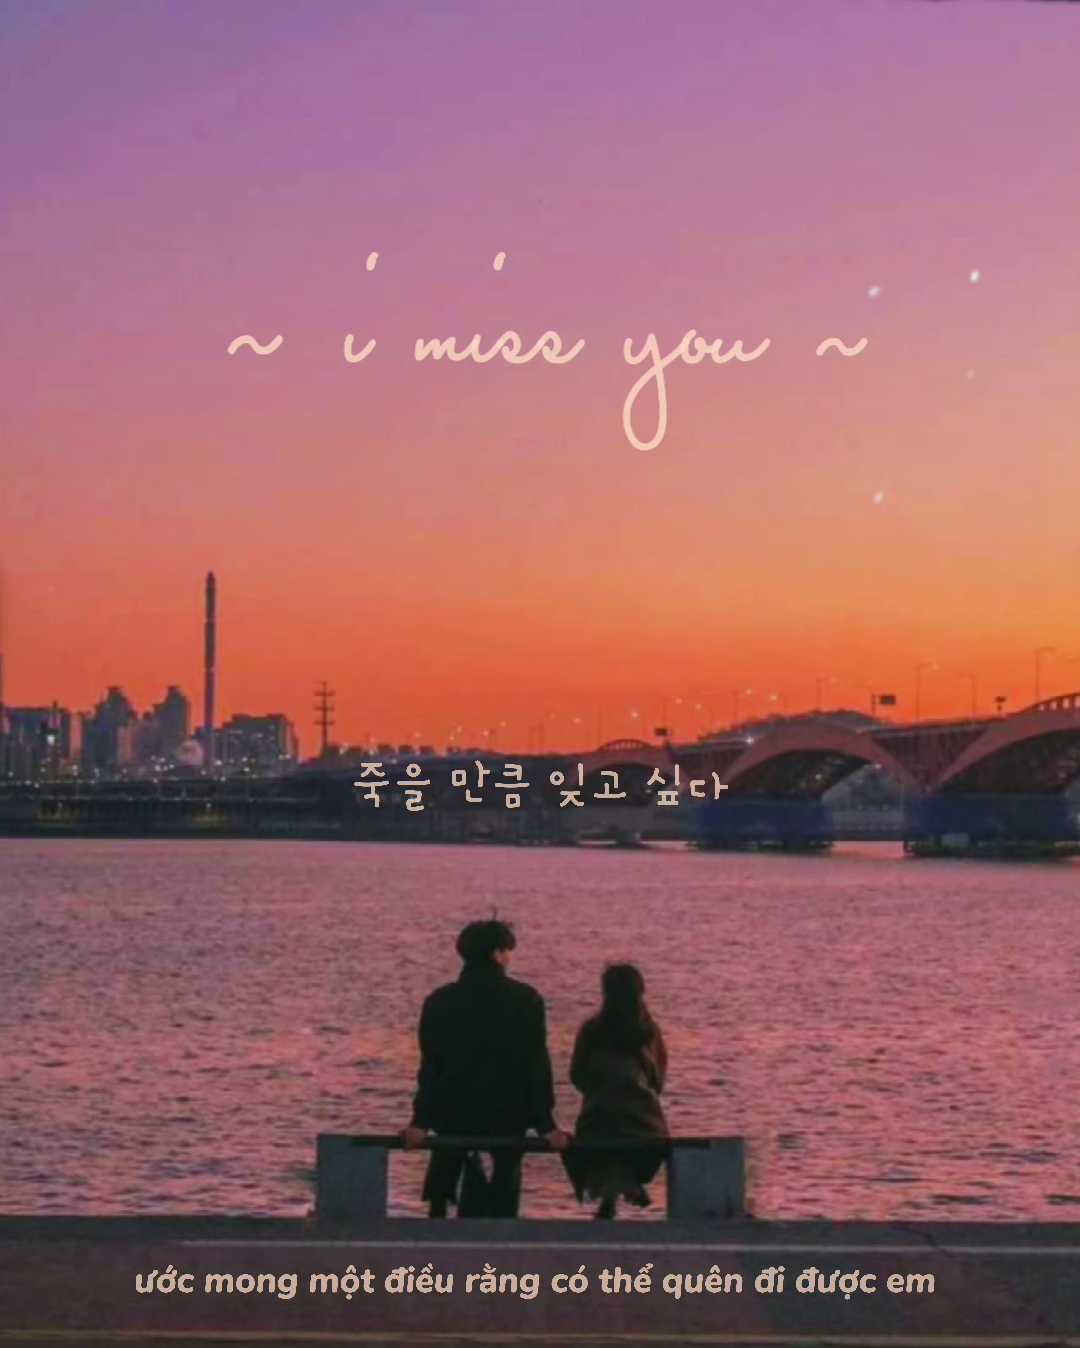 ~ i miss you ~
죽을 만큼 잊고 싶다
ước mong một điều rằng có thể quên đi được em